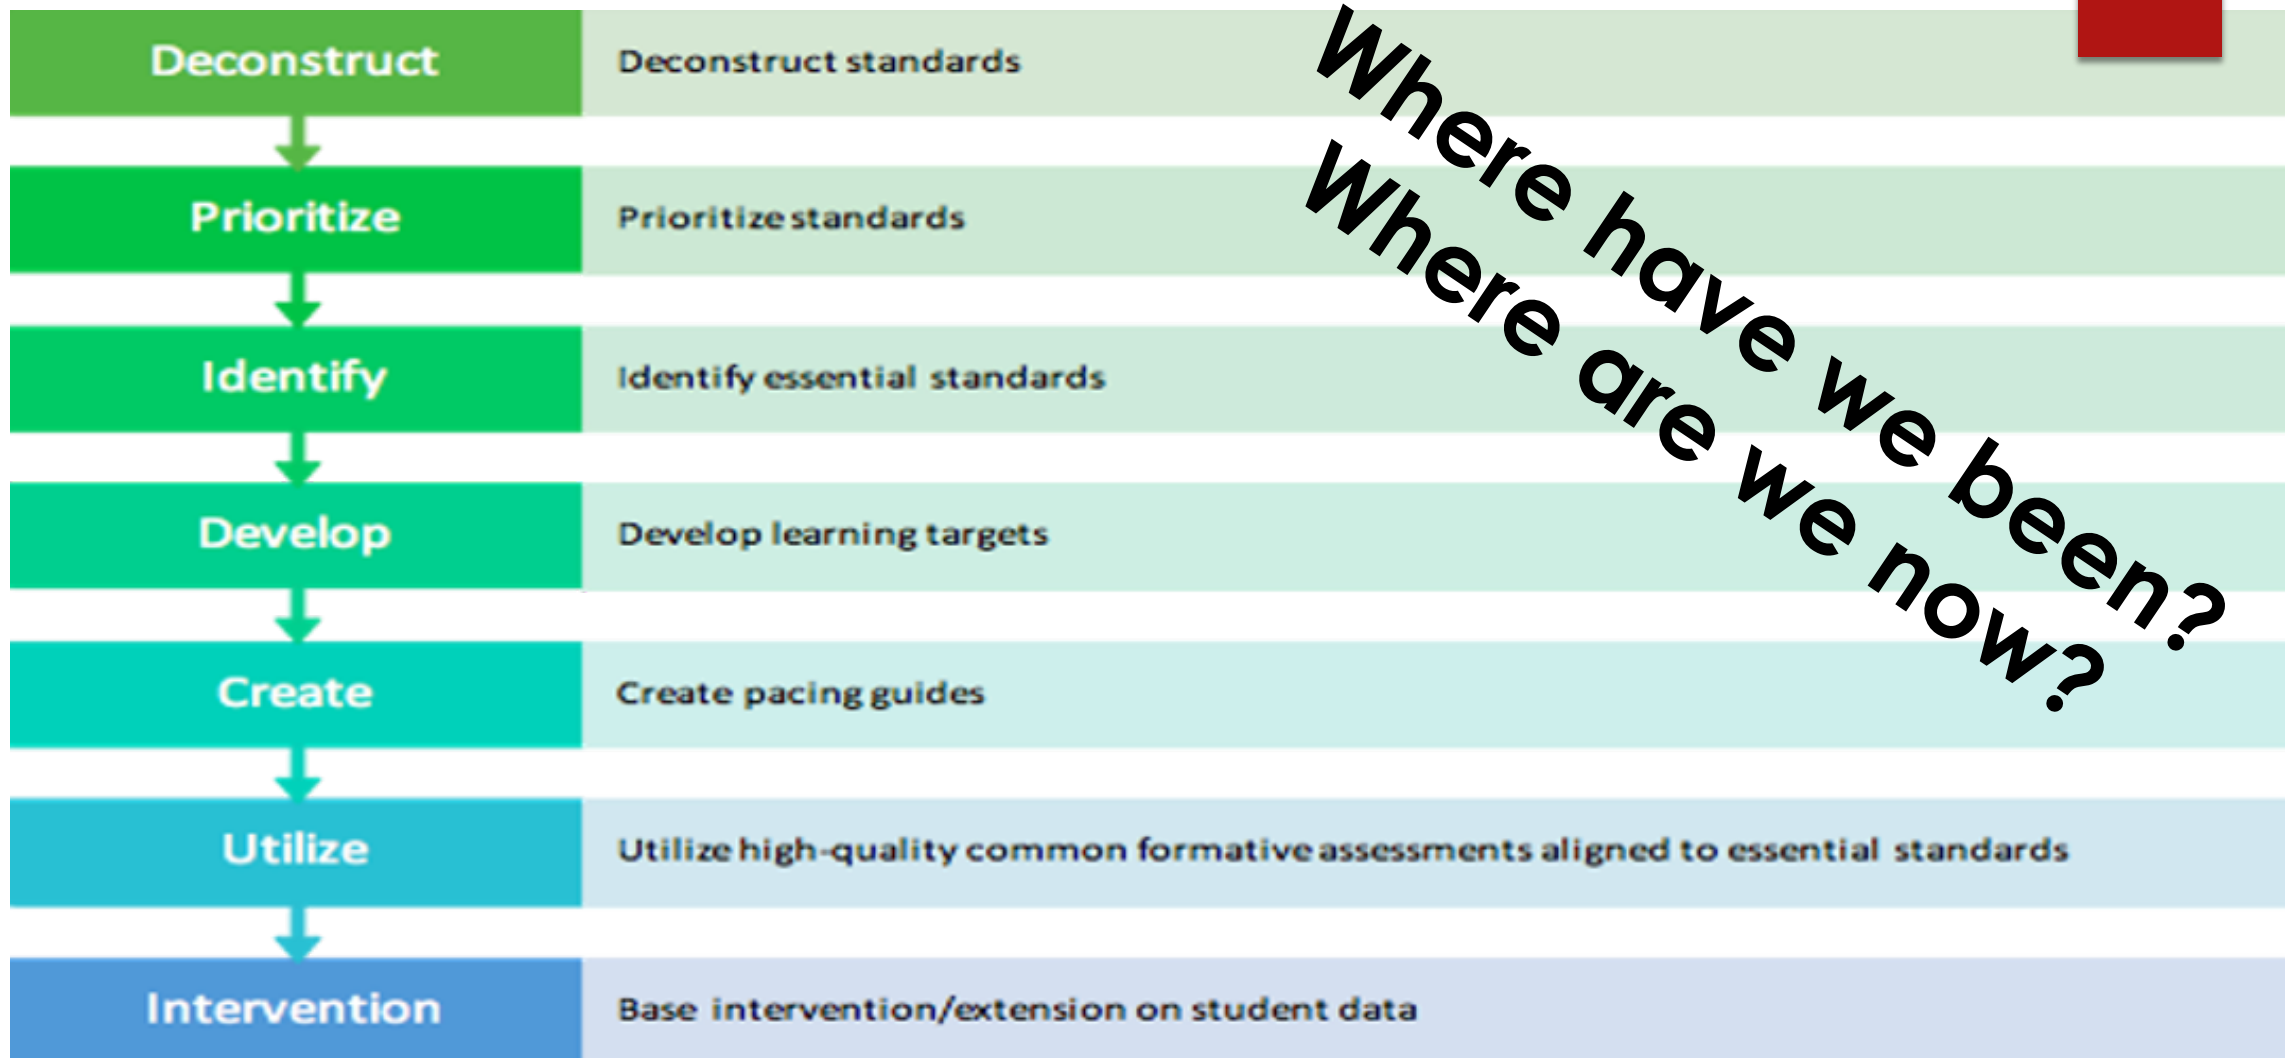 Deconstruct
Deconstruct standards
Prioritize
Prioritize standards
Identify
Identify essential standards
Develop
Develop learning targets
Create
Create pacing guides
Utilize
Utilize high-quality common formative assessments aligned to essential standards
Intervention
Base intervention/extension on student data
Where have we been?
Where are we now?